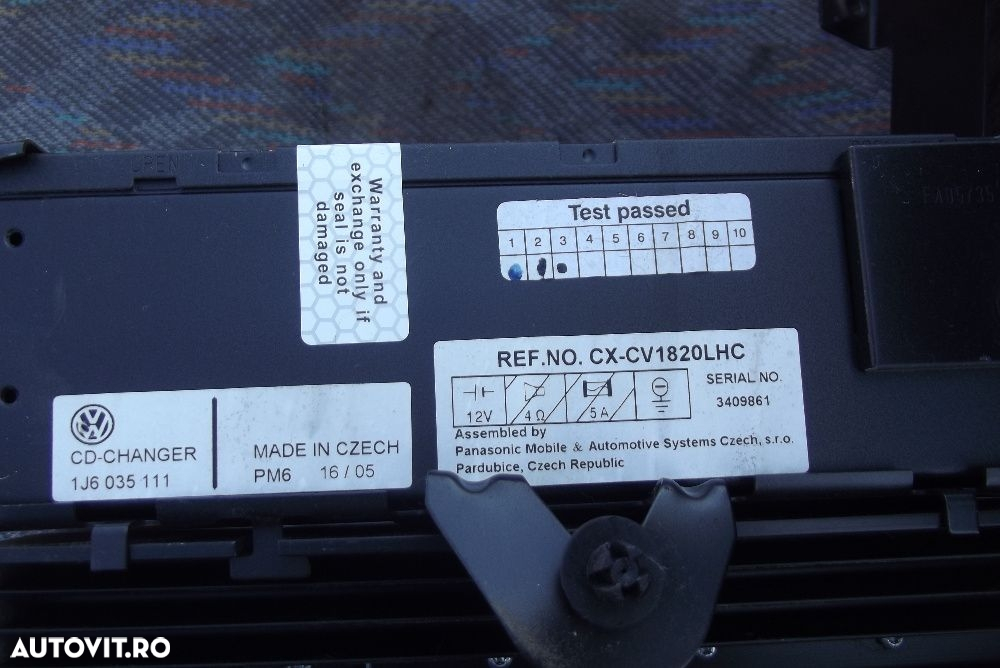 OPEN
Warranty and
exchange only if
seal is not
damaged
Test passed
1 2 3 4 5 6 7 8 9 10
REF.NO. CX-CV1820LHC
12V 4 Ω 5 A
SERIAL NO.
3409861
Assembled by
Panasonic Mobile & Automotive Systems Czech, s.r.o.
Pardubice, Czech Republic
CD-CHANGER
1J6 035 111
MADE IN CZECH
PM6 16 / 05
AUTOVIT.RO